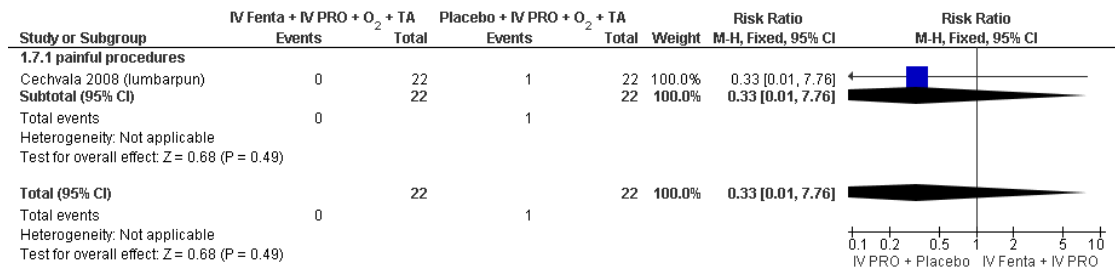 IV Fenta + IV PRO + O2 + TA Placebo + IV PRO + O2 + TA Risk Ratio Risk Ratio
Study or Subgroup Events Total Events Total Weight M-H, Fixed, 95% CI M-H, Fixed, 95% CI
1.7.1 painful procedures
Cechvala 2008 (lumbarpun) 0 22 1 22 100.0% 0.33 [0.01, 7.76]
Subtotal (95% CI) 22 22 100.0% 0.33 [0.01, 7.76]
Total events 0 1
Heterogeneity: Not applicable
Test for overall effect: Z = 0.68 (P = 0.49)
Total (95% CI) 22 22 100.0% 0.33 [0.01, 7.76]
Total events 0 1
Heterogeneity: Not applicable
Test for overall effect: Z = 0.68 (P = 0.49)
0.1 0.2 0.5 1 2 5 10
IV PRO + Placebo IV Fenta + IV PRO